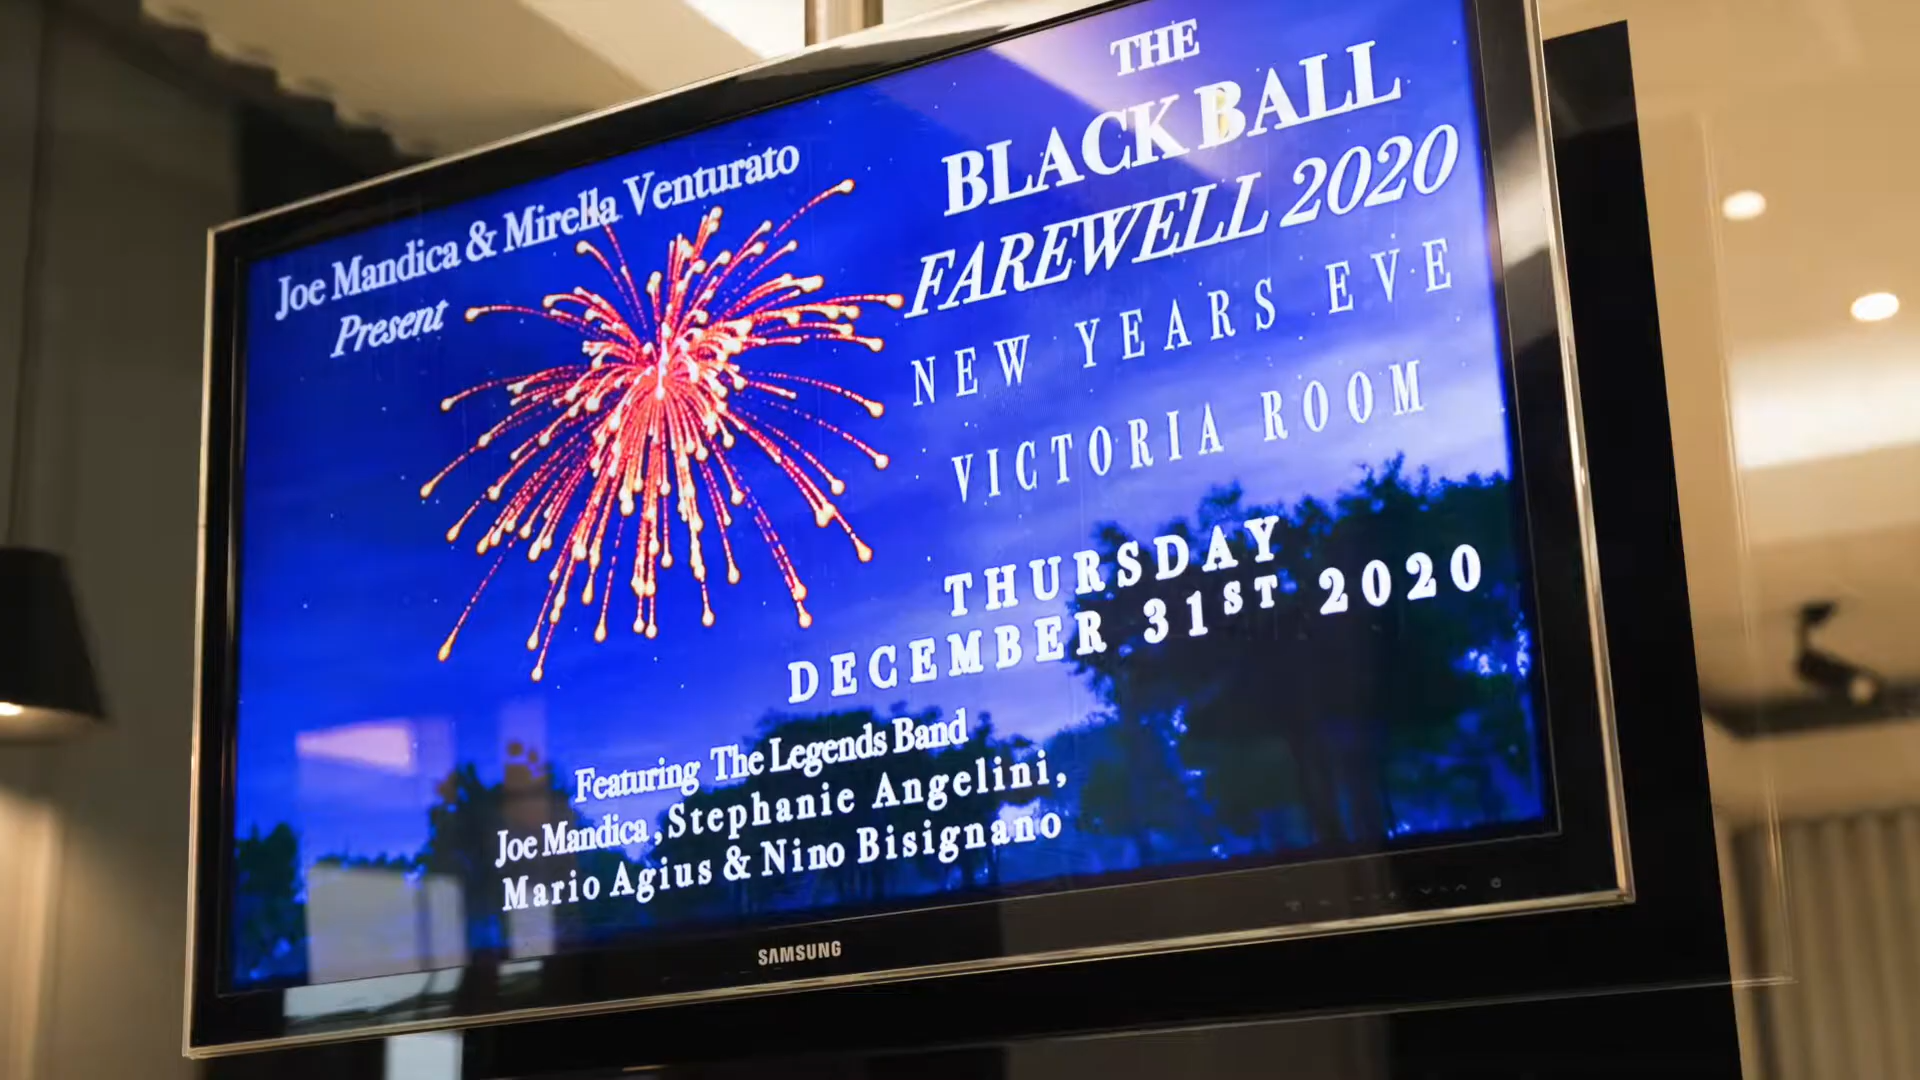 Joe Mandica & Mirella Venturato
Present
THE
BLACK BALL
FAREWELL 2020
NEW YEARS EVE
VICTORIA ROOM
THURSDAY
DECEMBER 31ST 2020
Featuring The Legends Band
Joe Mandica, Stephanie Angelini,
Mario Agius & Nino Bisignano
SAMSUNG